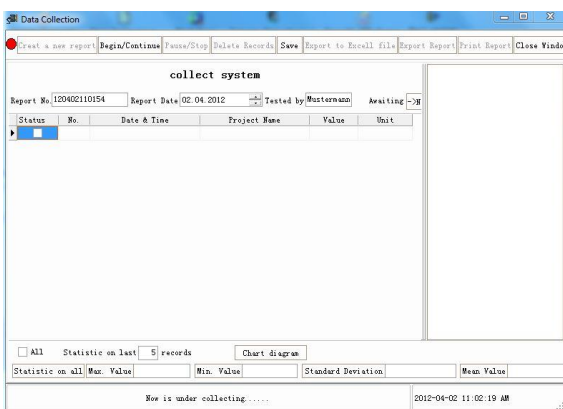 Data Collection
Creat a new report Begin/Continue Pause/Stop Delete Records Save Export to Excell file Export Report Print Report Close Windo
collect system
Report No. 120402110154 Report Date 02.04.2012 Tested by Mustermann Awaiting ->N
Status No. Date & Time Project Name Value Unit
All Statistic on last 5 records Chart diagram
Statistic on all Max. Value Min. Value Standard Deviation Mean Value
Now is under collecting...... 2012-04-02 11:02:19 AM